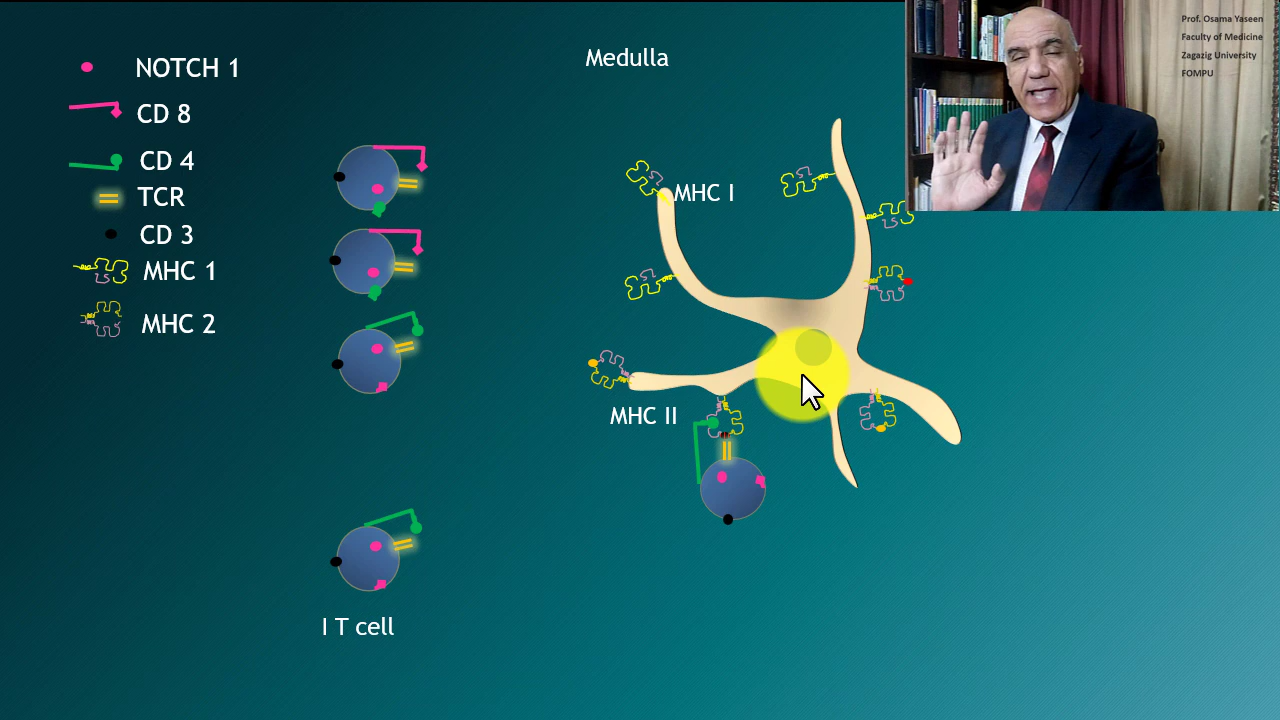 NOTCH 1
CD 8
CD 4
TCR
CD 3
MHC 1
MHC 2
Medulla
MHC I
MHC II
I T cell
Prof. Osama Yaseen
Faculty of Medicine
Zagazig University
FOMPU